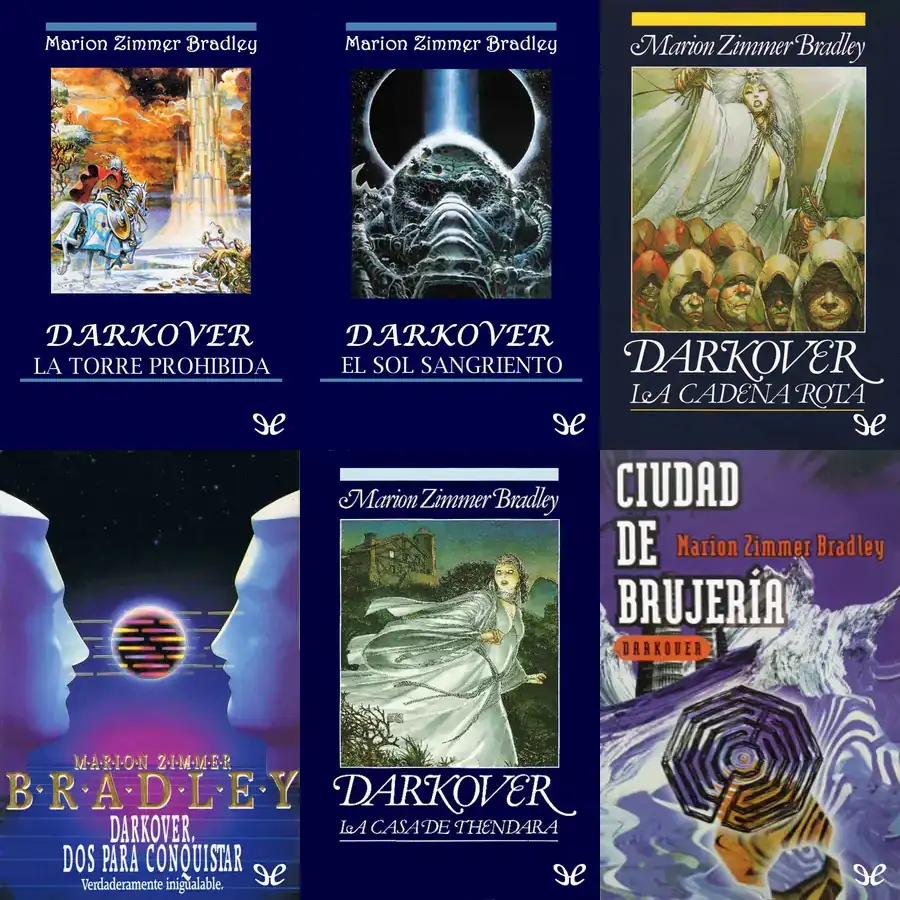 Marion Zimmer Bradley
DARKOVER
LA TORRE PROHIBIDA
Marion Zimmer Bradley
DARKOVER
EL SOL SANGRIENTO
Marion Zimmer Bradley
DARKOVER
LA CADENA ROTA
MARION ZIMMER
B·R·A·D·L·E·Y
DARKOVER,
DOS PARA CONQUISTAR
Verdaderamente inigualable.
Marion Zimmer Bradley
DARKOVER
LA CASA DE THENDARA
CIUDAD
DE
Marion Zimmer Bradley
BRUJERÍA
DARKOVER